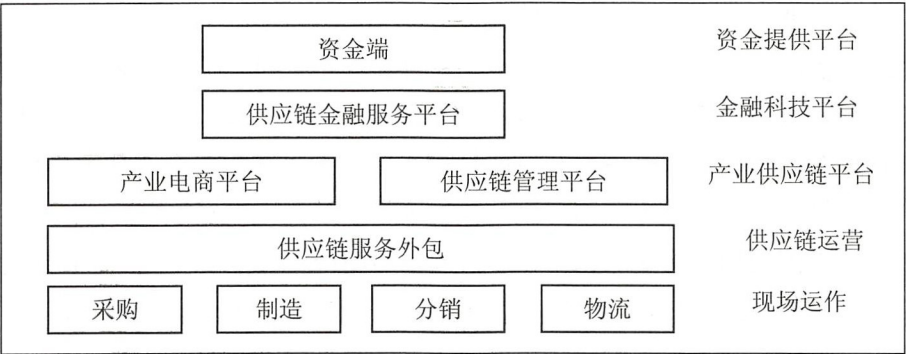 资金端 资金提供平台
供应链金融服务平台 金融科技平台
产业电商平台 供应链管理平台 产业供应链平台
供应链服务外包 供应链运营
采购 制造 分销 物流 现场运作